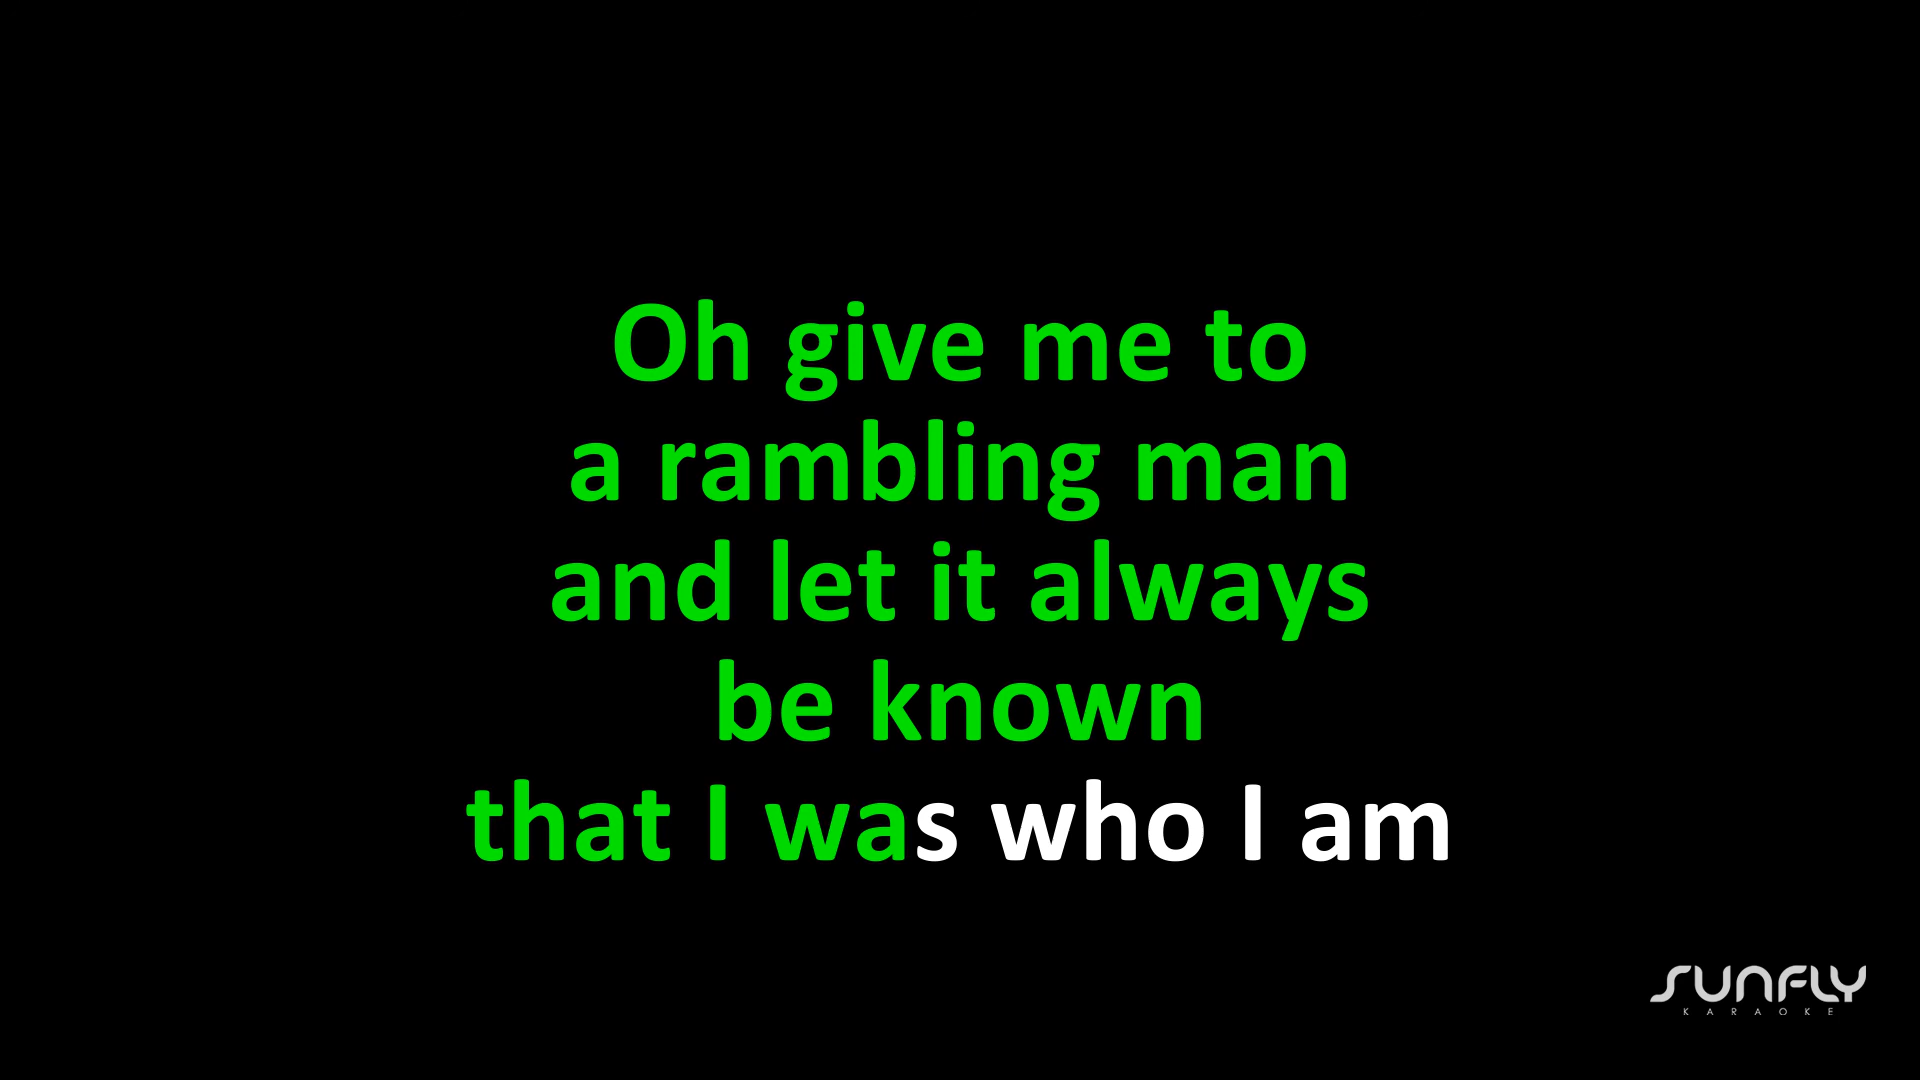 Oh give me to
a rambling man
and let it always
be known
that I was who I am
SUNFLY
KARAOKE